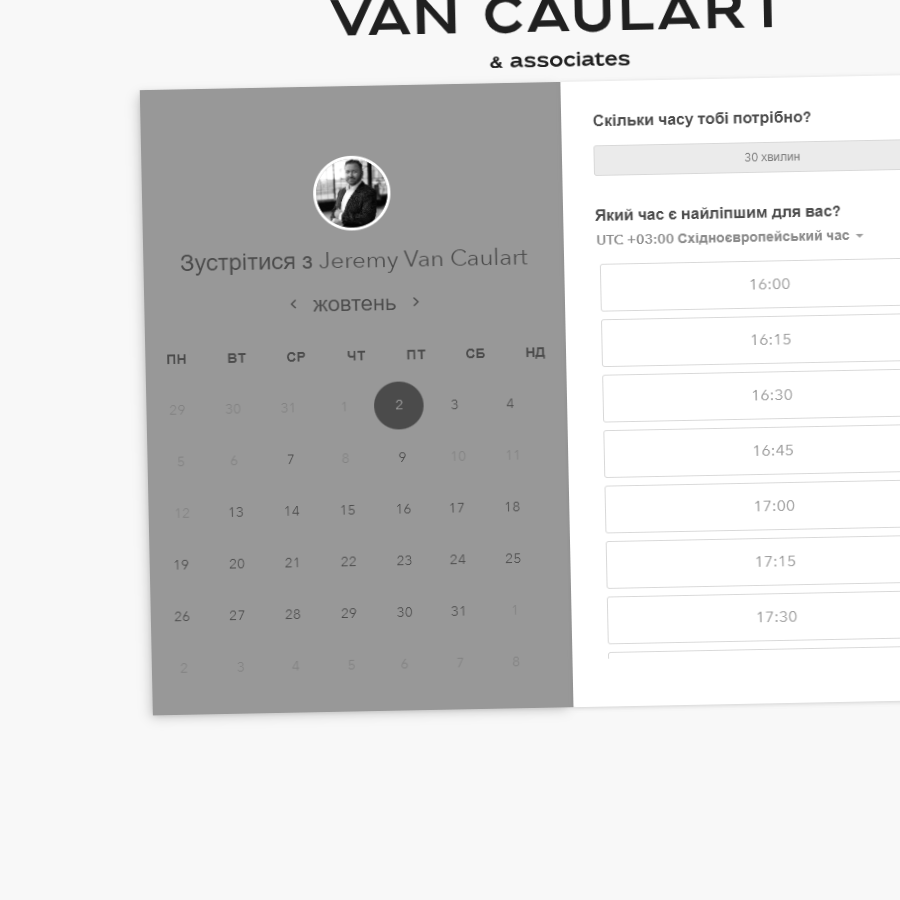 VAN CAULART
& associates
Зустрітися з Jeremy Van Caulart
жовтень
ПН ВТ СР ЧТ ПТ СБ НД
29 30 31 1 2 3 4
5 6 7 8 9 10 11
12 13 14 15 16 17 18
19 20 21 22 23 24 25
26 27 28 29 30 31 1
2 3 4 5 6 7 8
Скільки часу тобі потрібно?
30 хвилин
Який час є найліпшим для вас?
UTC +03:00 Східноєвропейський час
16:00
16:15
16:30
16:45
17:00
17:15
17:30